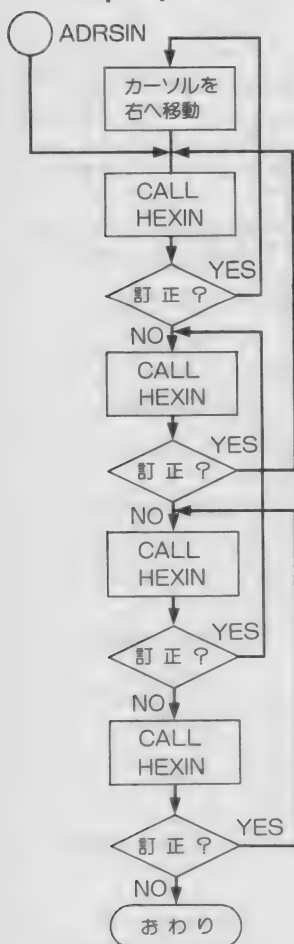 ADRSIN
カーソルを
右へ移動
CALL
HEXIN
訂正?
YES
NO
CALL
HEXIN
訂正?
YES
NO
CALL
HEXIN
訂正?
YES
NO
CALL
HEXIN
訂正?
YES
NO
おわり